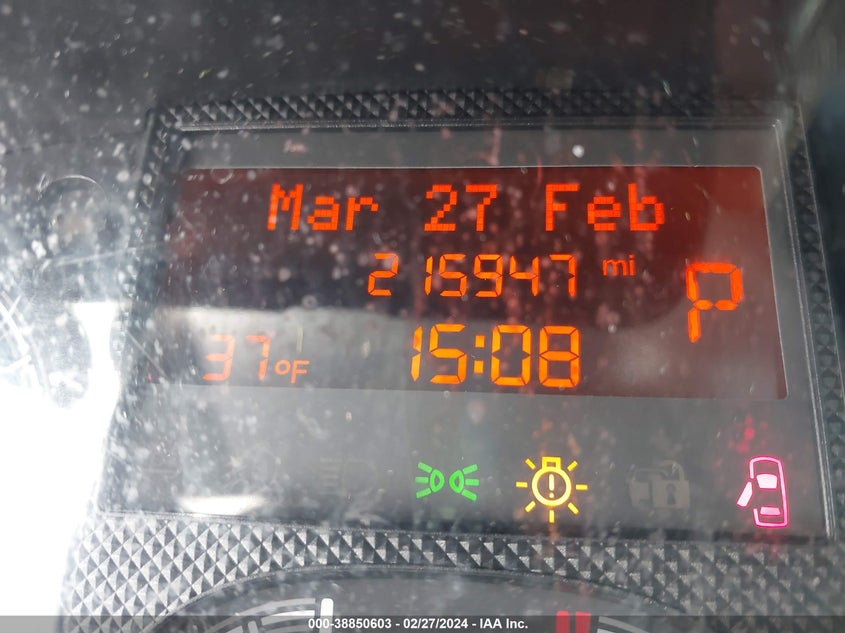 Mar 27 Feb
215947 mi
P
37°F 15:08
000-38850603 - 02/27/2024 - IAA Inc.